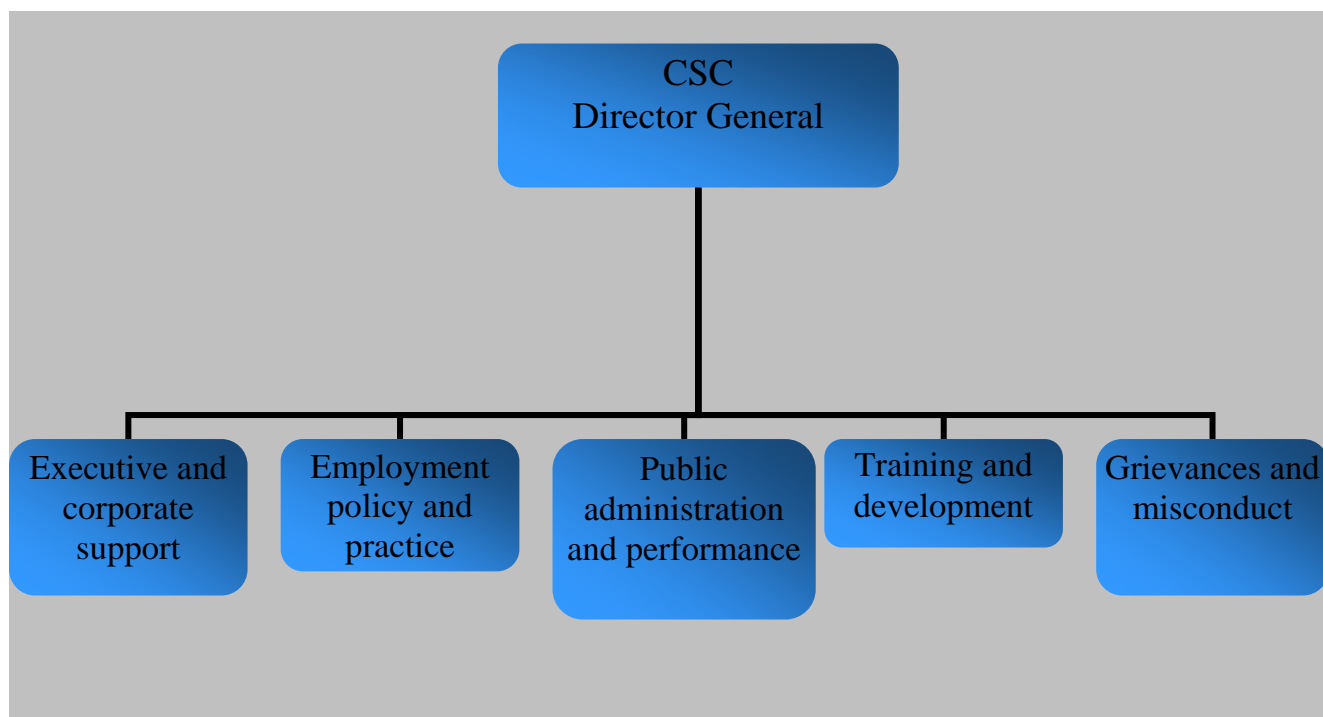 CSC
Director General
Executive and
corporate
support
Employment
policy and
practice
Public
administration
and performance
Training and
development
Grievances and
misconduct